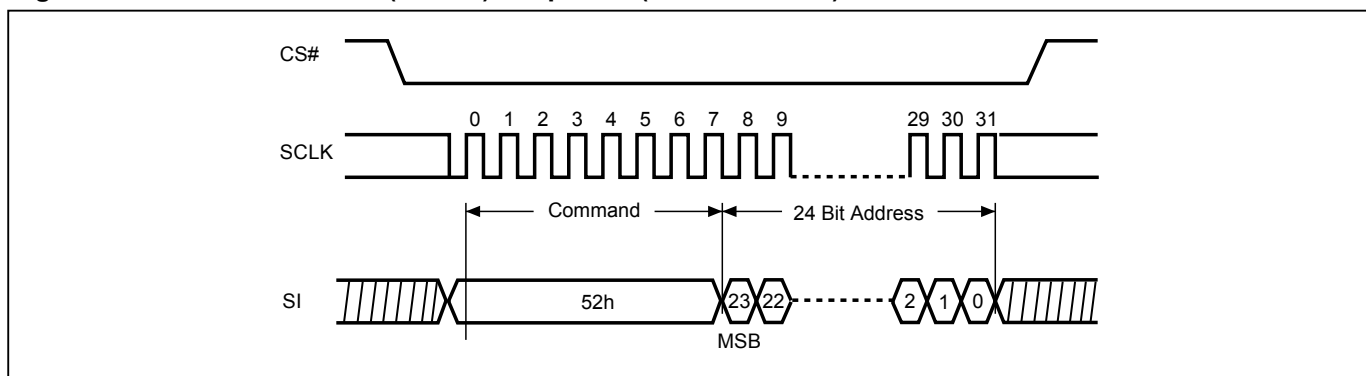 CS#
0 1 2 3 4 5 6 7 8 9 29 30 31
SCLK
Command 24 Bit Address
SI 52h 23 22 2 1 0
MSB